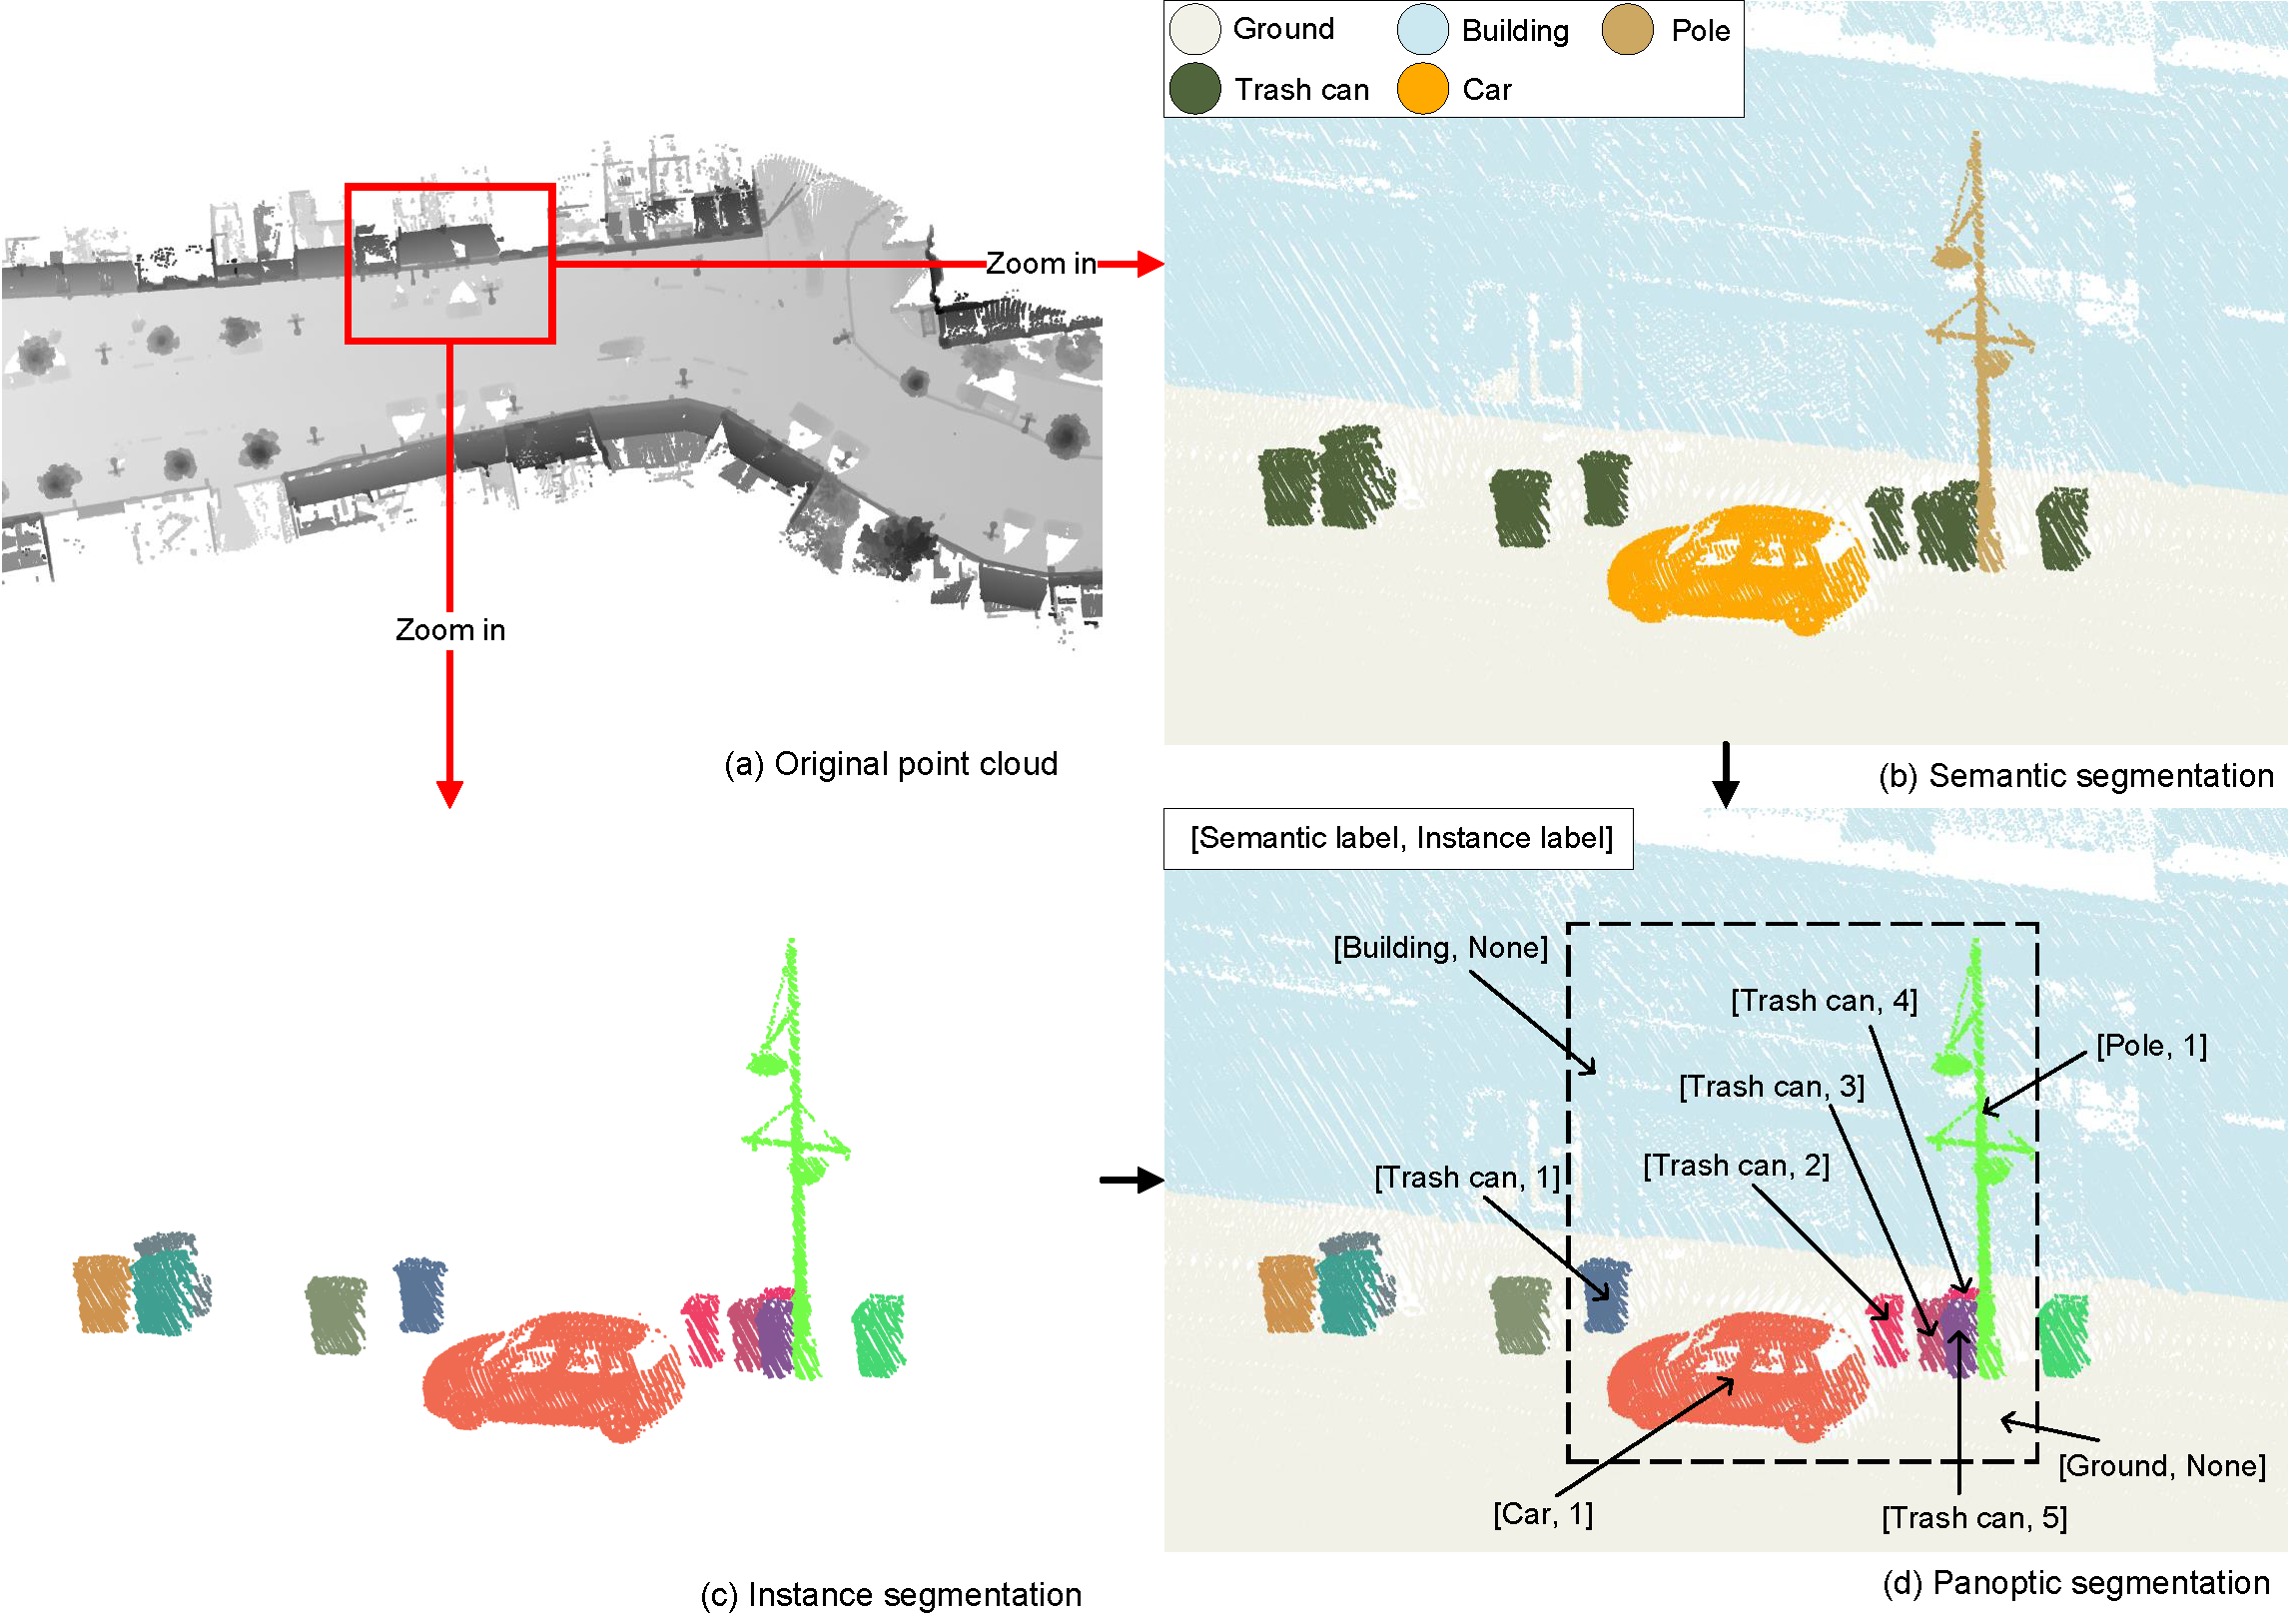 Ground
Building
Pole
Trash can
Car
Zoom in
Zoom in
(a) Original point cloud
(b) Semantic segmentation
[Semantic label, Instance label]
[Building, None]
[Trash can, 4]
[Pole, 1]
[Trash can, 3]
[Trash can, 2]
[Trash can, 1]
[Ground, None]
[Car, 1]
[Trash can, 5]
(c) Instance segmentation
(d) Panoptic segmentation